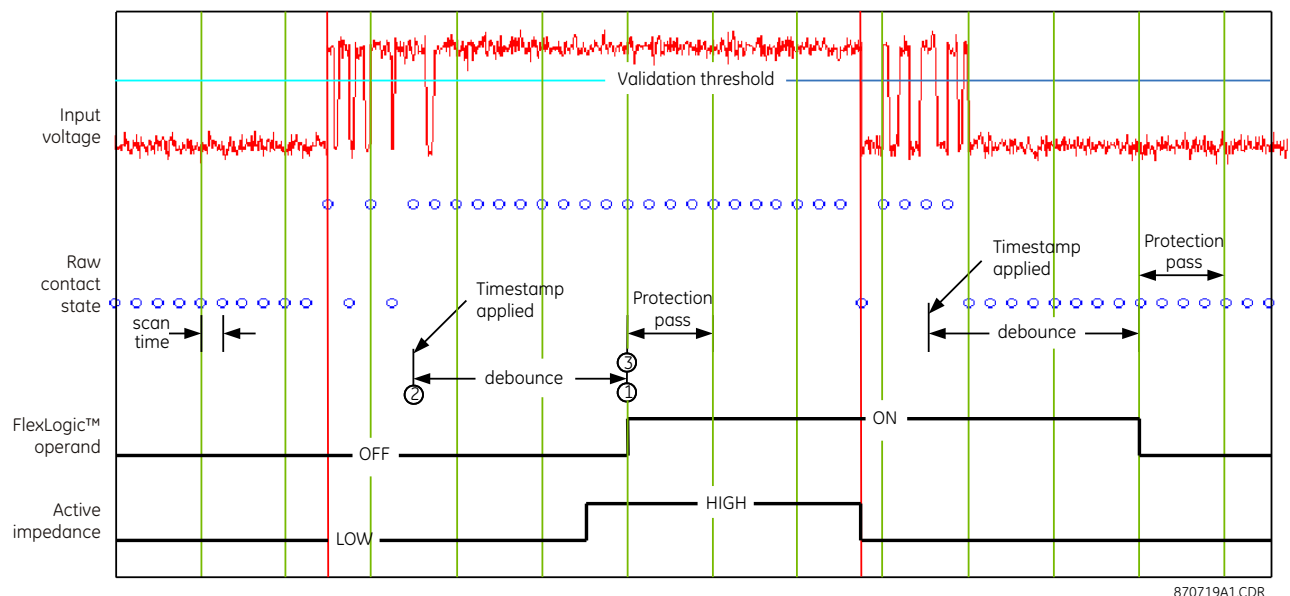 Validation threshold
Input
voltage
Raw
contact
state
Timestamp
applied
Protection
pass
Timestamp
applied
Protection
pass
scan
time
debounce
3
debounce
2
1
FlexLogic™
operand
ON
OFF
Active
impedance
HIGH
LOW
870719A1.CDR